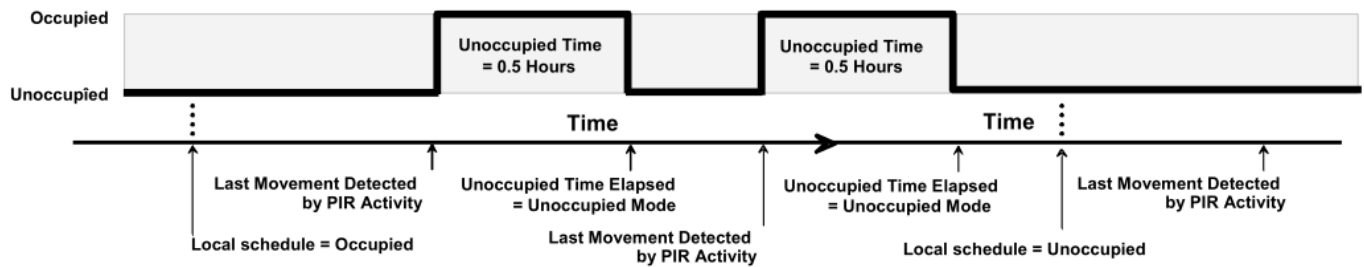 Occupied
Unoccupied Time
= 0.5 Hours
Unoccupied Time
= 0.5 Hours
Unoccupied
Time
Time
Last Movement Detected
by PIR Activity
Unoccupied Time Elapsed
= Unoccupied Mode
Unoccupied Time Elapsed
= Unoccupied Mode
Last Movement Detected
by PIR Activity
Local schedule = Occupied
Last Movement Detected
by PIR Activity
Local schedule = Unoccupied